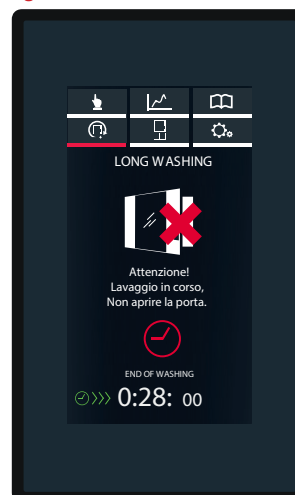 LONG WASHING
Attenzione!
Lavaggio in corso,
Non aprire la porta.
END OF WASHING
0:28: 00